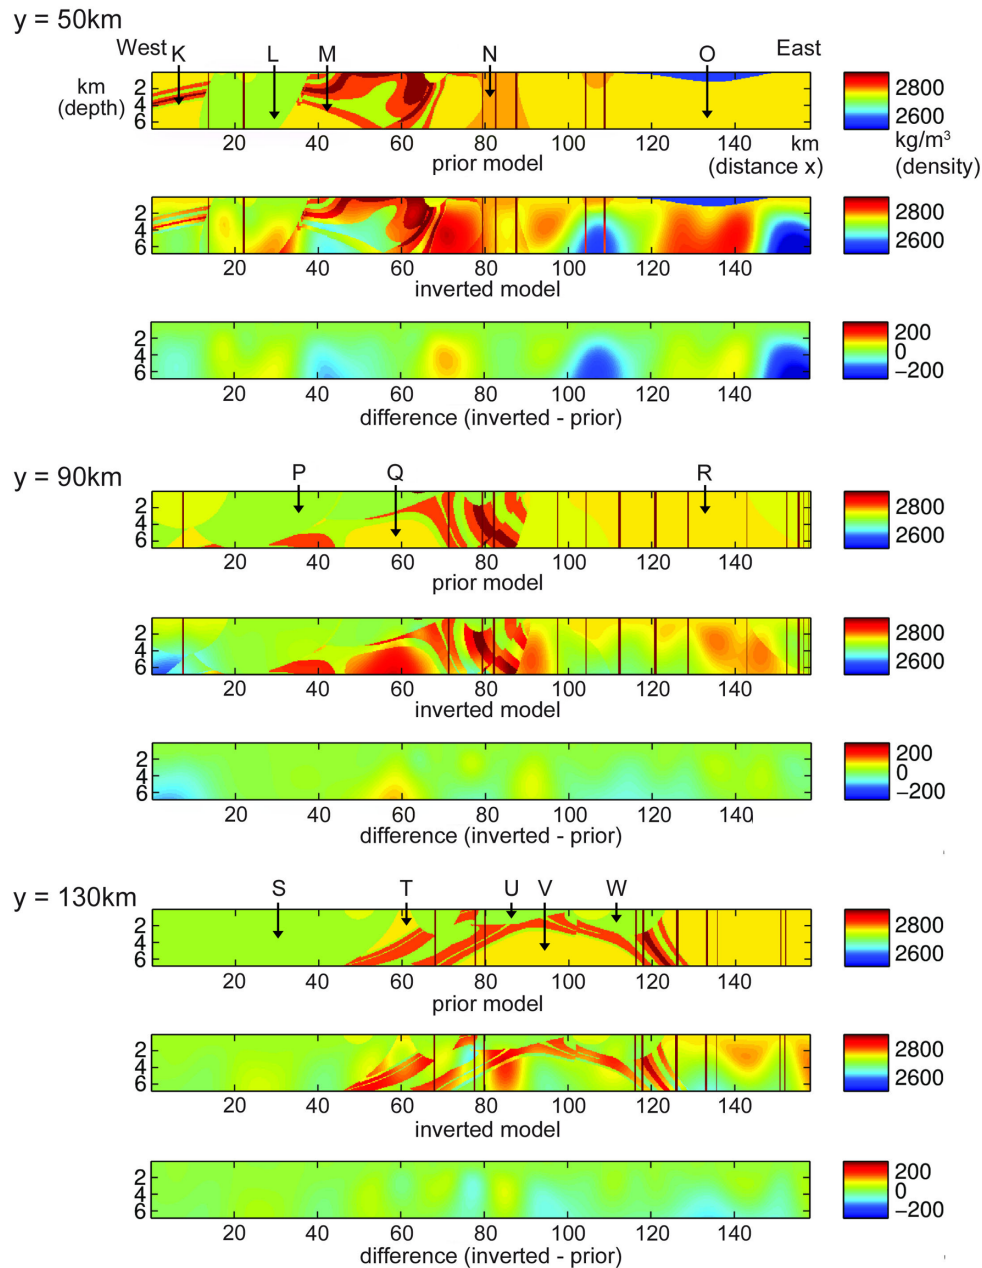 y = 50km
West K L M N O East
km
(depth)
2
4
6
20 40 60 80 100 120 140 km
(distance x)
prior model
2800
2600
kg/m³
(density)
2
4
6
20 40 60 80 100 120 140
inverted model
2800
2600
2
4
6
20 40 60 80 100 120 140
difference (inverted - prior)
200
0
−200
y = 90km
P Q R
2
4
6
20 40 60 80 100 120 140
prior model
2800
2600
2
4
6
20 40 60 80 100 120 140
inverted model
2800
2600
2
4
6
20 40 60 80 100 120 140
difference (inverted - prior)
200
0
−200
y = 130km
S T U V W
2
4
6
20 40 60 80 100 120 140
prior model
2800
2600
2
4
6
20 40 60 80 100 120 140
inverted model
2800
2600
2
4
6
20 40 60 80 100 120 140
difference (inverted - prior)
200
0
−200